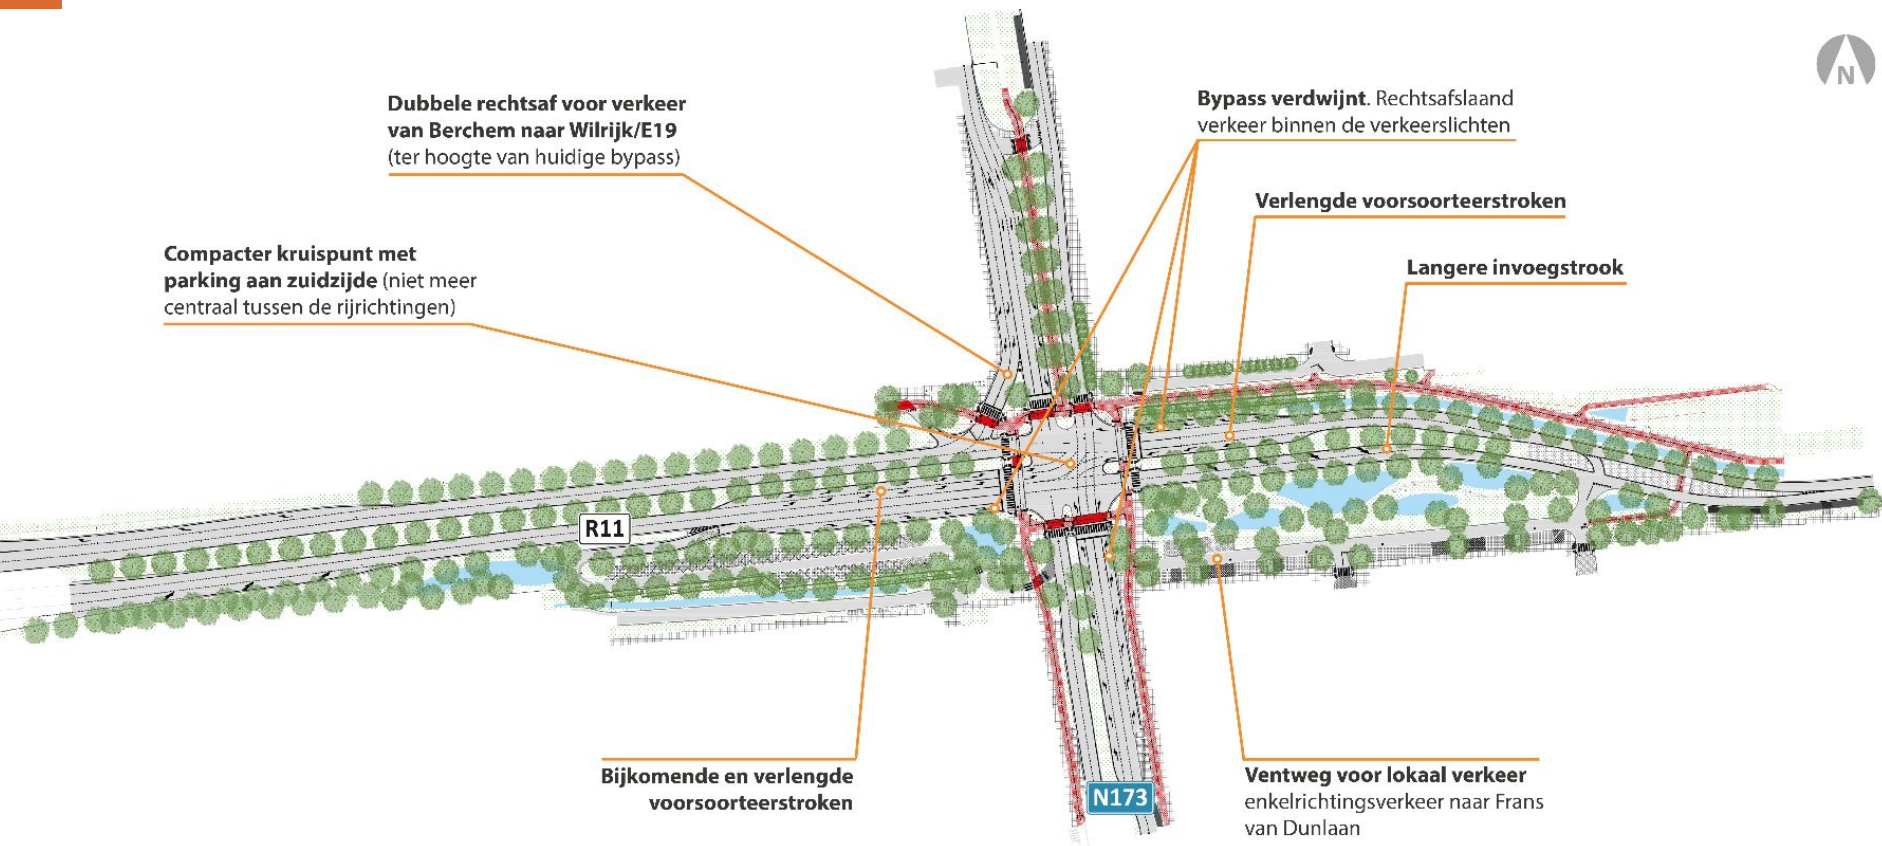 N
Dubbele rechtsaf voor verkeer
van Berchem naar Wilrijk/E19
(ter hoogte van huidige bypass)
Bypass verdwijnt. Rechtsafslaand
verkeer binnen de verkeerslichten
Verlengde voorsoorteerstroken
Compacter kruispunt met
parking aan zuidzijde (niet meer
centraal tussen de rijrichtingen)
Langere invoegstrook
R11
Bijkomende en verlengde
voorsoorteerstroken
N173
Ventweg voor lokaal verkeer
enkelrichtingsverkeer naar Frans
van Dunlaan